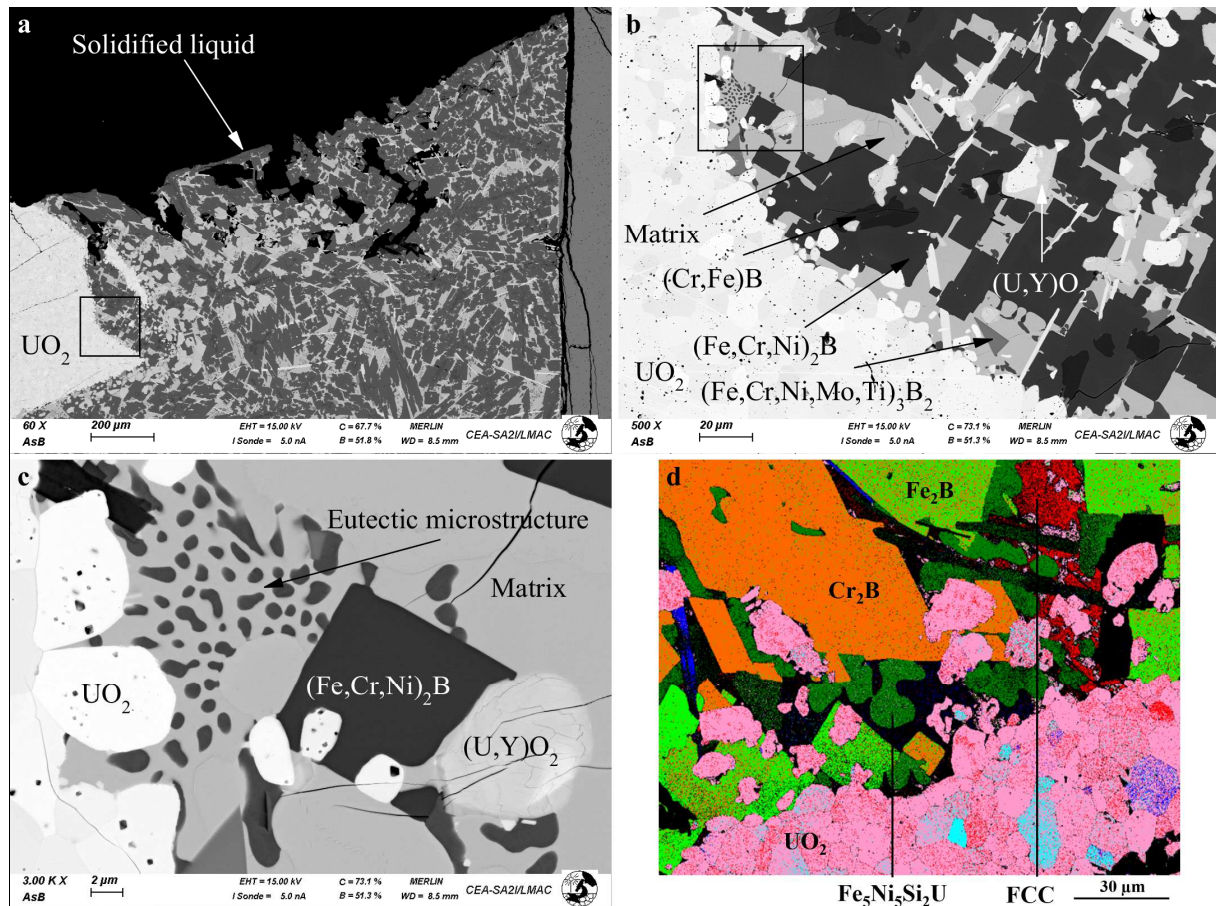 a
Solidified liquid
UO₂
60 X
AsB
200 µm
EHT = 15.00 kV
I Sonde = 5.0 nA
C = 67.7 %
B = 51.8 %
MERLIN
WD = 8.5 mm
CEA-SA2I/LMAC
b
Matrix
(Cr,Fe)B
(U,Y)O₂
(Fe,Cr,Ni)₂B
UO₂
(Fe,Cr,Ni,Mo,Ti)₃B₂
500 X
AsB
20 µm
EHT = 15.00 kV
I Sonde = 5.0 nA
C = 73.1 %
B = 51.3 %
MERLIN
WD = 8.5 mm
CEA-SA2I/LMAC
c
Eutectic microstructure
Matrix
UO₂
(Fe,Cr,Ni)₂B
(U,Y)O₂
3.00 K X
AsB
2 µm
EHT = 15.00 kV
I Sonde = 5.0 nA
C = 73.1 %
B = 51.3 %
MERLIN
WD = 8.5 mm
CEA-SA2I/LMAC
d
Fe₂B
Cr₂B
UO₂
Fe₅Ni₅Si₂U
FCC
30 µm